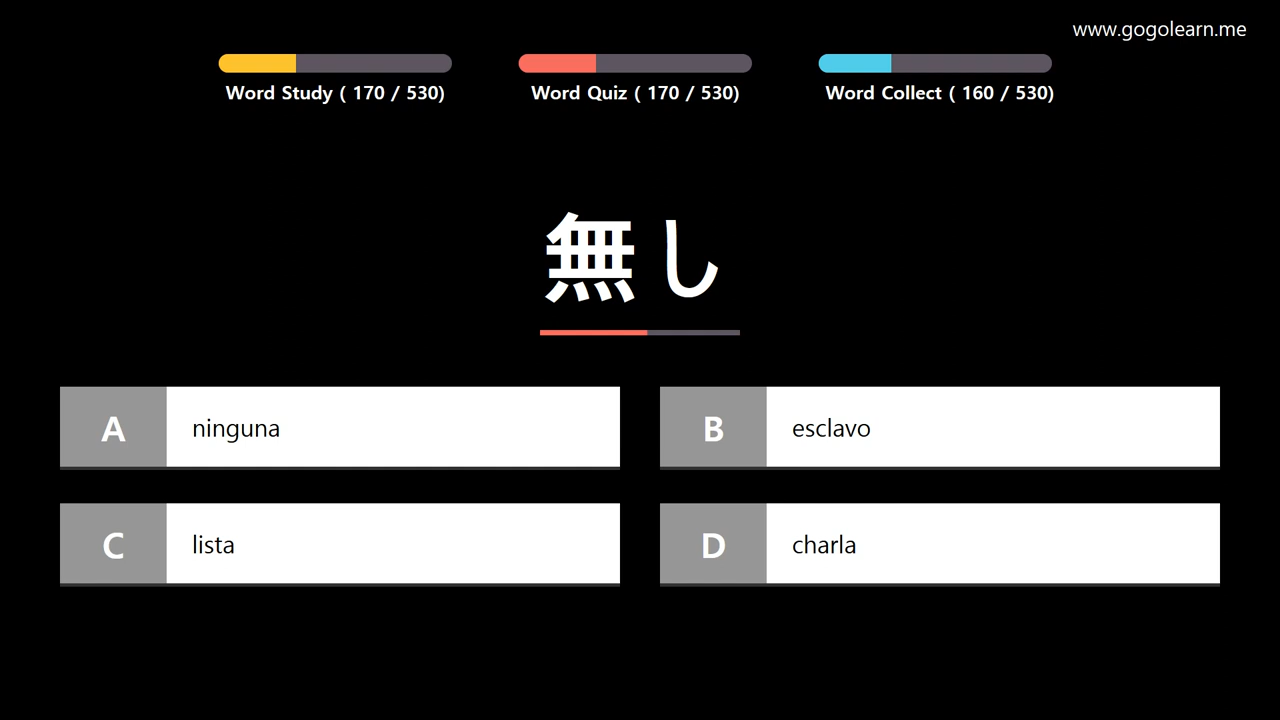 www.gogolearn.me
Word Study ( 170 / 530)
Word Quiz ( 170 / 530)
Word Collect ( 160 / 530)
無し
A ninguna
B esclavo
C lista
D charla